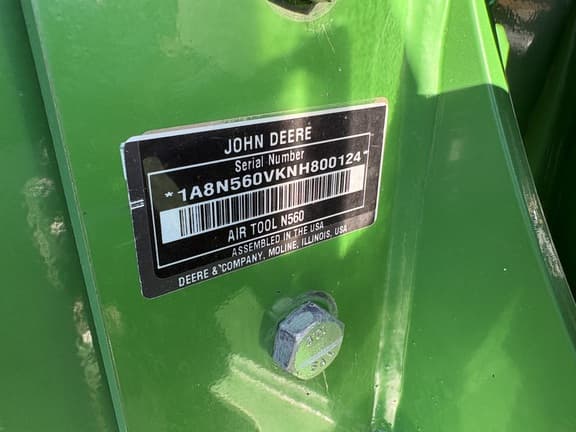 JOHN DEERE
Serial Number
*1A8N560VKNH800124*
AIR TOOL N560
ASSEMBLED IN THE USA
DEERE & COMPANY, MOLINE, ILLINOIS, USA